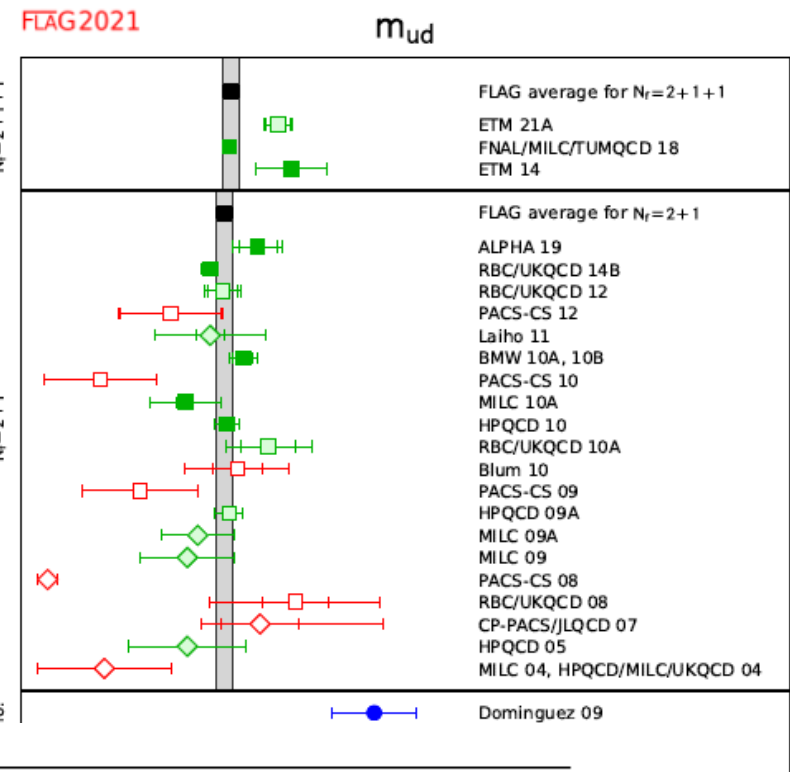 FLAG2021
m_ud
FLAG average for N_f=2+1+1
ETM 21A
FNAL/MILC/TUMQCD 18
ETM 14
FLAG average for N_f=2+1
ALPHA 19
RBC/UKQCD 14B
RBC/UKQCD 12
PACS-CS 12
Laiho 11
BMW 10A, 10B
PACS-CS 10
MILC 10A
HPQCD 10
RBC/UKQCD 10A
Blum 10
PACS-CS 09
HPQCD 09A
MILC 09A
MILC 09
PACS-CS 08
RBC/UKQCD 08
CP-PACS/JLQCD 07
HPQCD 05
MILC 04, HPQCD/MILC/UKQCD 04
Dominguez 09